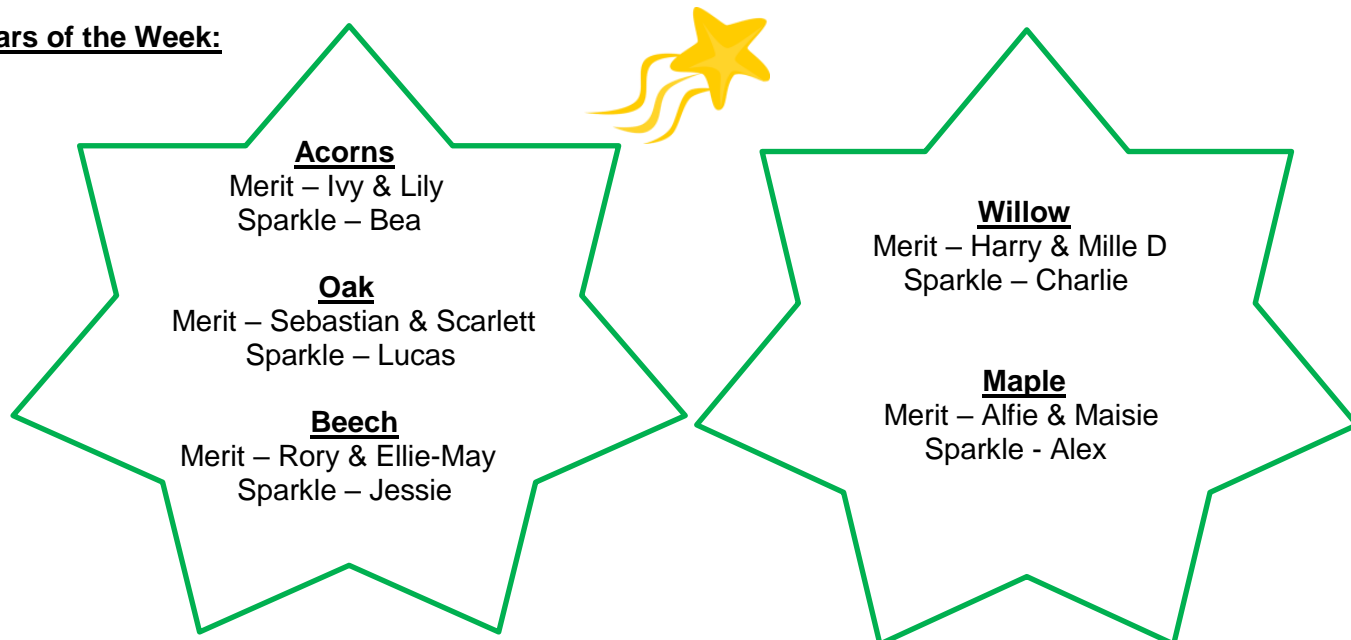 ars of the Week:
Acorns
Merit – Ivy & Lily
Sparkle – Bea
Oak
Merit – Sebastian & Scarlett
Sparkle – Lucas
Beech
Merit – Rory & Ellie-May
Sparkle – Jessie
Willow
Merit – Harry & Mille D
Sparkle – Charlie
Maple
Merit – Alfie & Maisie
Sparkle - Alex